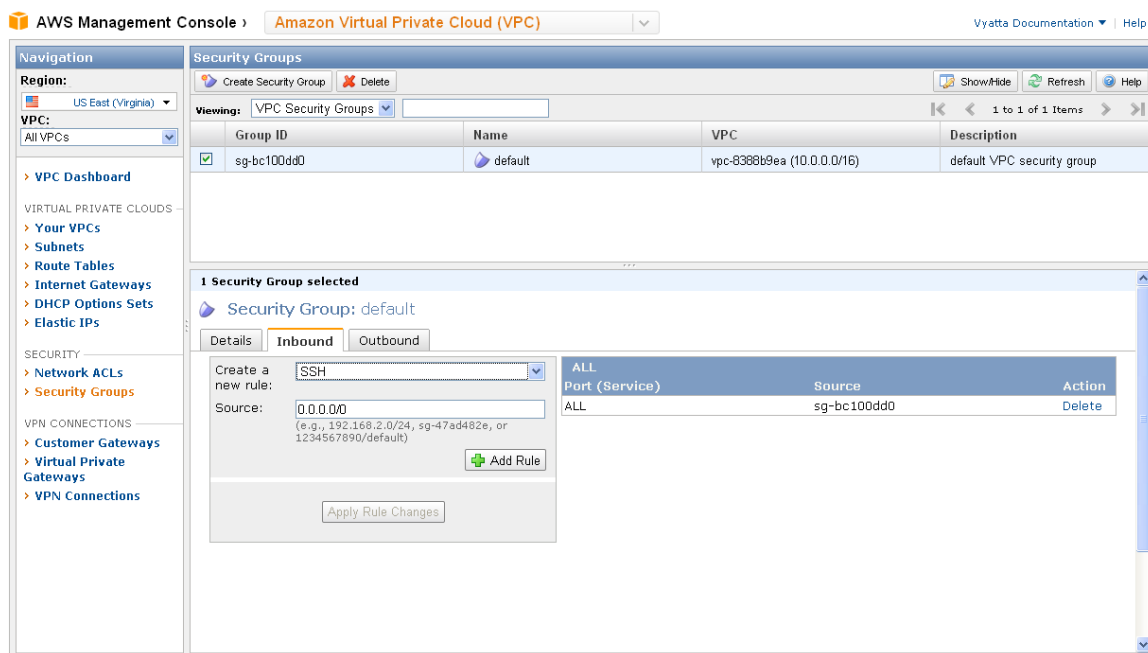 AWS Management Console › Amazon Virtual Private Cloud (VPC) Vyatta Documentation ▼ | Help
Navigation
Region:
US East (Virginia) ▼
VPC:
All VPCs
› VPC Dashboard
VIRTUAL PRIVATE CLOUDS
› Your VPCs
› Subnets
› Route Tables
› Internet Gateways
› DHCP Options Sets
› Elastic IPs
SECURITY
› Network ACLs
› Security Groups
VPN CONNECTIONS
› Customer Gateways
› Virtual Private
Gateways
› VPN Connections
Security Groups
Create Security Group Delete Show/Hide Refresh Help
Viewing: VPC Security Groups 1 to 1 of 1 Items
Group ID Name VPC Description
sg-bc100dd0 default vpc-8388b9ea (10.0.0.0/16) default VPC security group
1 Security Group selected
Security Group: default
Details Inbound Outbound
Create a
new rule:
SSH
Source: 0.0.0.0/0
(e.g., 192.168.2.0/24, sg-47ad482e, or
1234567890/default)
Add Rule
Apply Rule Changes
ALL
Port (Service) Source Action
ALL sg-bc100dd0 Delete